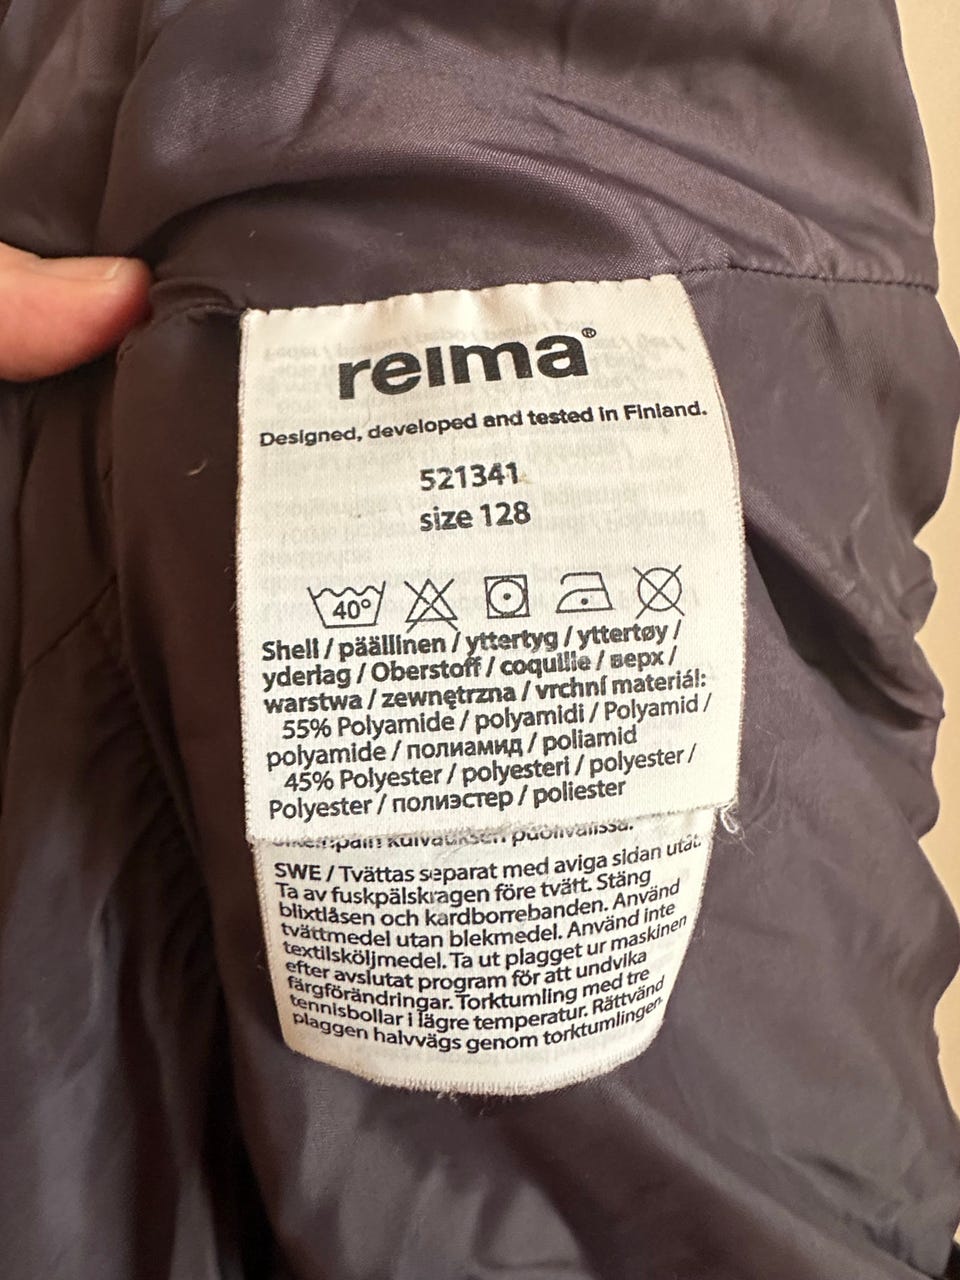 reima®
Designed, developed and tested in Finland.
521341
size 128
40°
Shell / päällinen / yttertyg / yttertøy /
yderlag / Oberstoff / coquille / верх /
warstwa / zewnętrzna / vrchní materiál:
55% Polyamide / polyamidi / Polyamid /
polyamide / полиамид / poliamid
45% Polyester / polyesteri / polyester /
Polyester / полиэстер / poliester
kuivauksen puolivälissä.
SWE / Tvättas separat med aviga sidan utåt.
Ta av fuskpälskragen före tvätt. Stäng
blixtlåsen och kardborrebanden. Använd
tvättmedel utan blekmedel. Använd inte
textilsköljmedel. Ta ut plagget ur maskinen
efter avslutat program för att undvika
färgförändringar. Torktumling med tre
tennisbollar i lägre temperatur. Rättvänd
plaggen halvvägs genom torktumlingen.